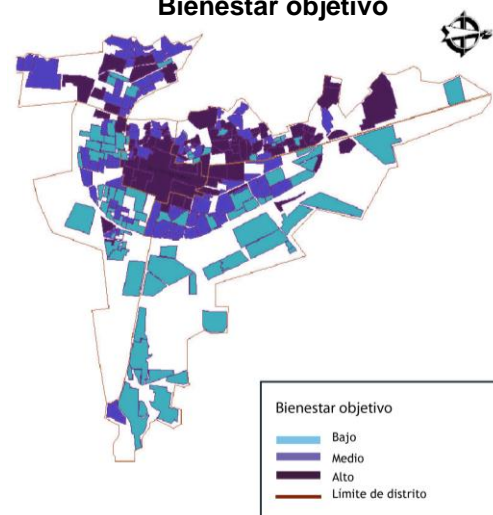 Bienestar objetivo
Bienestar objetivo
Bajo
Medio
Alto
Límite de distrito